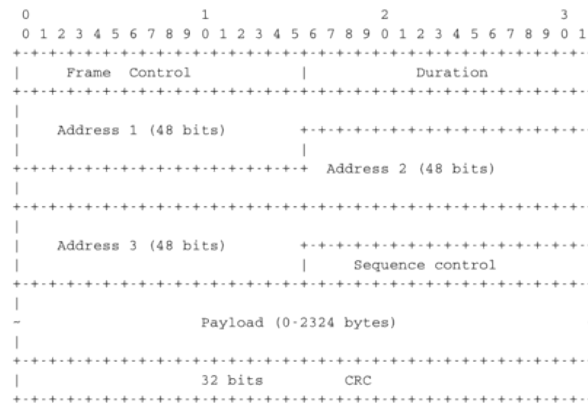 0 1 2 3
0 1 2 3 4 5 6 7 8 9 0 1 2 3 4 5 6 7 8 9 0 1 2 3 4 5 6 7 8 9 0 1
+-+-+-+-+-+-+-+-+-+-+-+-+-+-+-+-+-+-+-+-+-+-+-+-+-+-+-+-+-+-+-+-
| Frame Control | Duration
+-+-+-+-+-+-+-+-+-+-+-+-+-+-+-+-+-+-+-+-+-+-+-+-+-+-+-+-+-+-+-+-
|
| Address 1 (48 bits) +-+-+-+-+-+-+-+-+-+-+-+-+-+-+-+-
| |
+-+-+-+-+-+-+-+-+-+-+-+-+-+-+-+-+ Address 2 (48 bits)
|
+-+-+-+-+-+-+-+-+-+-+-+-+-+-+-+-+-+-+-+-+-+-+-+-+-+-+-+-+-+-+-+-
|
| Address 3 (48 bits) +-+-+-+-+-+-+-+-+-+-+-+-+-+-+-+-
| | Sequence control
+-+-+-+-+-+-+-+-+-+-+-+-+-+-+-+-+-+-+-+-+-+-+-+-+-+-+-+-+-+-+-+-
|
~ Payload (0-2324 bytes)
|
+-+-+-+-+-+-+-+-+-+-+-+-+-+-+-+-+-+-+-+-+-+-+-+-+-+-+-+-+-+-+-+-
| 32 bits CRC
+-+-+-+-+-+-+-+-+-+-+-+-+-+-+-+-+-+-+-+-+-+-+-+-+-+-+-+-+-+-+-+-